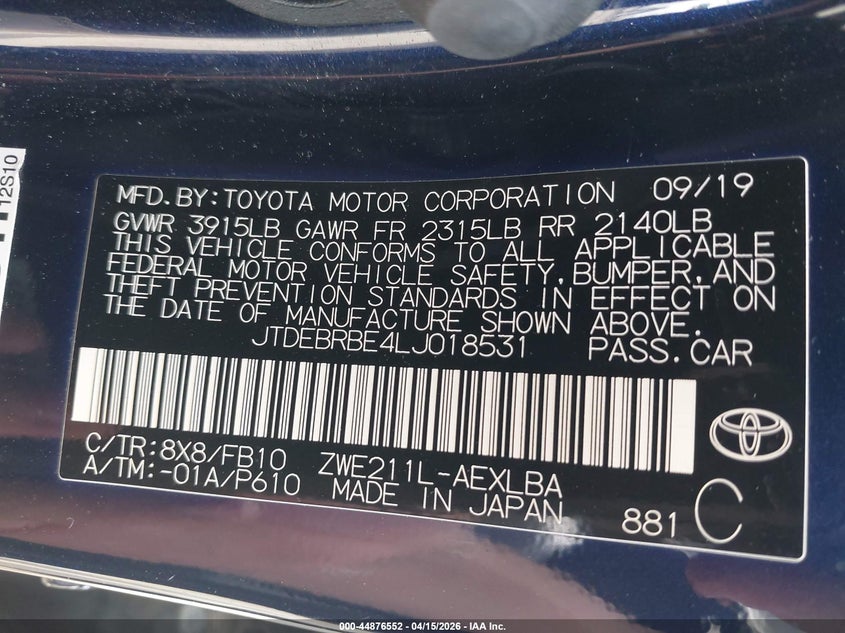 12S10
MFD.BY:TOYOTA MOTOR CORPORATION 09/19
GVWR 3915LB GAWR FR 2315LB RR 2140LB
THIS VEHICLE CONFORMS TO ALL APPLICABLE
FEDERAL MOTOR VEHICLE SAFETY,BUMPER,AND
THEFT PREVENTION STANDARDS IN EFFECT ON
THE DATE OF MANUFACTURE SHOWN ABOVE.
JTDEBRBE4LJ018531 PASS.CAR
C/TR:8X8/FB10 ZWE211L-AEXLBA
A/TM:-01A/P610 MADE IN JAPAN
881 C
000-44876552 - 04/15/2026 - IAA Inc.